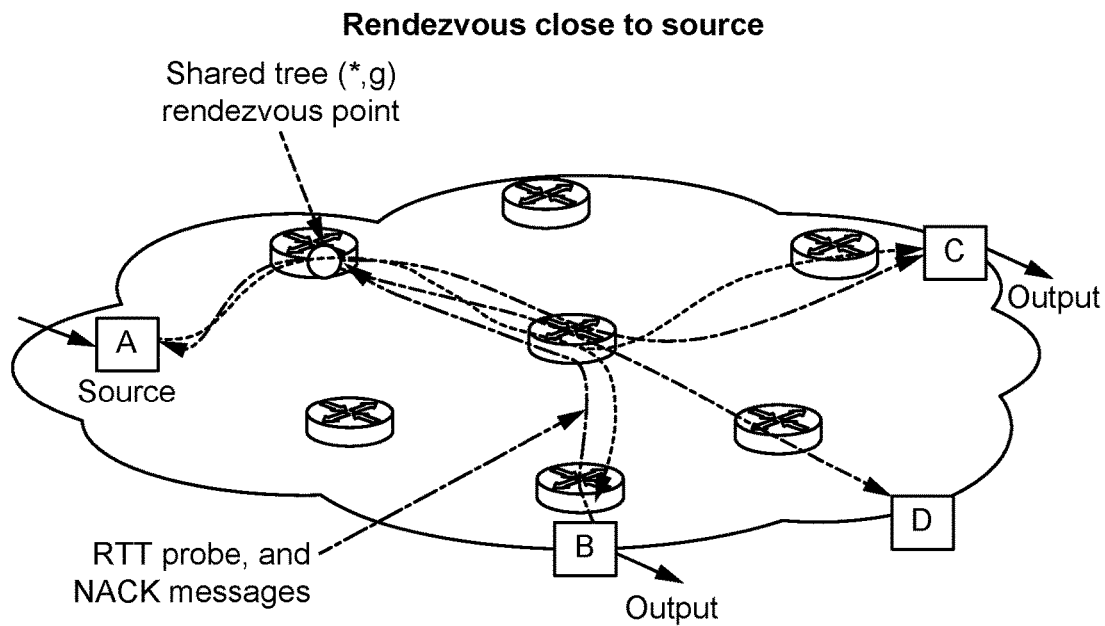 Rendezvous close to source
Shared tree (*,g)
rendezvous point
C
Output
A
Source
D
B
RTT probe, and
NACK messages
Output